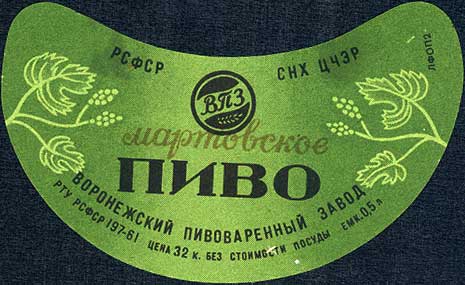 РСФСР
СНХ ЦЧЭР
ЛФОП2
ВПЗ
мартовское
ПИВО
ВОРОНЕЖСКИЙ ПИВОВАРЕННЫЙ ЗАВОД
РТУ РСФСР 197-61 ЦЕНА 32 к. БЕЗ СТОИМОСТИ ПОСУДЫ ЕМК. 0,5 л